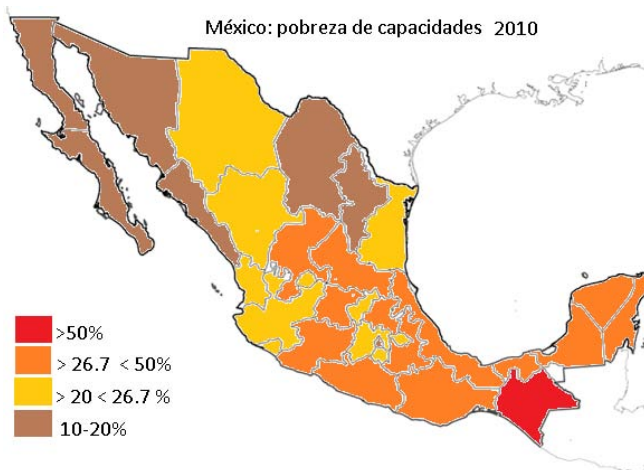 México: pobreza de capacidades 2010
>50%
> 26.7 < 50%
> 20 < 26.7 %
10-20%